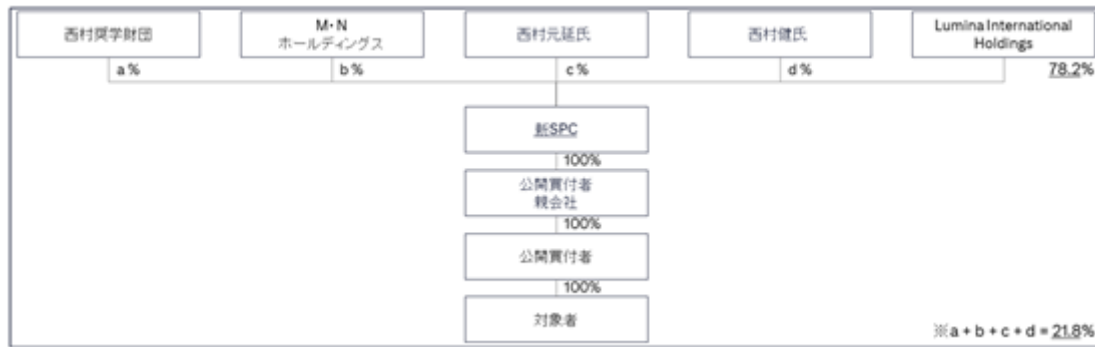 西村奨学財団
M・N
ホールディングス
西村元延氏
西村健氏
Lumina International
Holdings
a%
b%
c%
d%
78.2%
新SPC
100%
公開買付者
親会社
100%
公開買付者
100%
対象者
※a + b + c + d = 21.8%